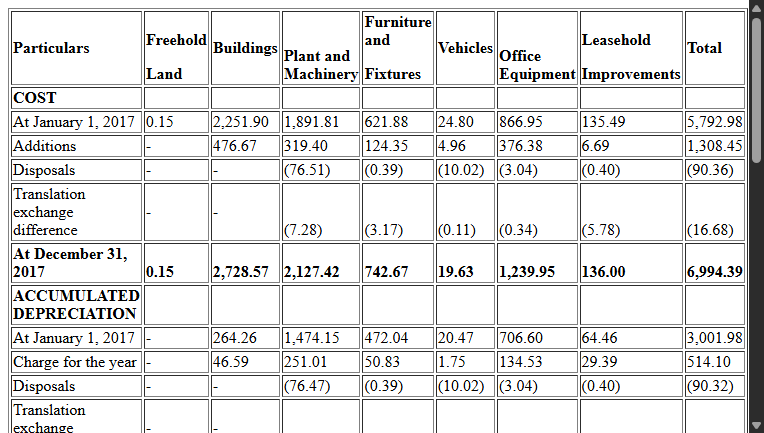 Particulars Freehold Land Buildings Plant and Machinery Furniture and Fixtures Vehicles Office Equipment Leasehold Improvements Total
COST
At January 1, 2017 0.15 2,251.90 1,891.81 621.88 24.80 866.95 135.49 5,792.98
Additions - 476.67 319.40 124.35 4.96 376.38 6.69 1,308.45
Disposals - - (76.51) (0.39) (10.02) (3.04) (0.40) (90.36)
Translation exchange difference - - (7.28) (3.17) (0.11) (0.34) (5.78) (16.68)
At December 31, 2017 0.15 2,728.57 2,127.42 742.67 19.63 1,239.95 136.00 6,994.39
ACCUMULATED DEPRECIATION
At January 1, 2017 - 264.26 1,474.15 472.04 20.47 706.60 64.46 3,001.98
Charge for the year - 46.59 251.01 50.83 1.75 134.53 29.39 514.10
Disposals - - (76.47) (0.39) (10.02) (3.04) (0.40) (90.32)
Translation exchange - -